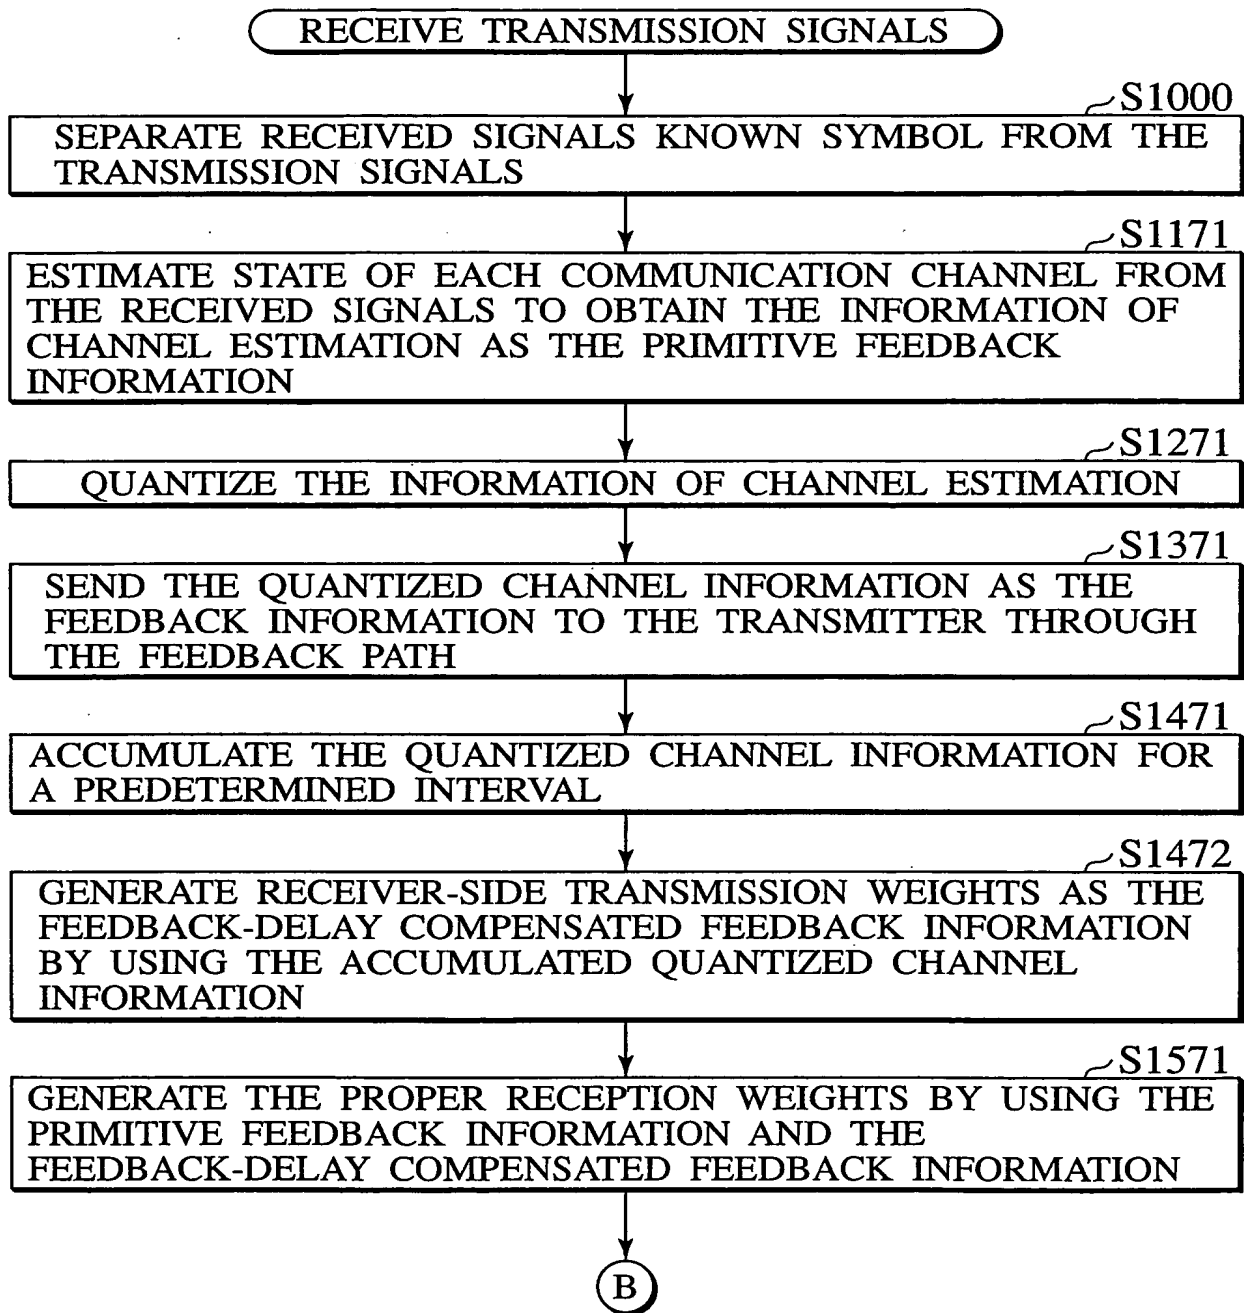 RECEIVE TRANSMISSION SIGNALS
S1000
SEPARATE RECEIVED SIGNALS KNOWN SYMBOL FROM THE
TRANSMISSION SIGNALS
S1171
ESTIMATE STATE OF EACH COMMUNICATION CHANNEL FROM
THE RECEIVED SIGNALS TO OBTAIN THE INFORMATION OF
CHANNEL ESTIMATION AS THE PRIMITIVE FEEDBACK
INFORMATION
S1271
QUANTIZE THE INFORMATION OF CHANNEL ESTIMATION
S1371
SEND THE QUANTIZED CHANNEL INFORMATION AS THE
FEEDBACK INFORMATION TO THE TRANSMITTER THROUGH
THE FEEDBACK PATH
S1471
ACCUMULATE THE QUANTIZED CHANNEL INFORMATION FOR
A PREDETERMINED INTERVAL
S1472
GENERATE RECEIVER-SIDE TRANSMISSION WEIGHTS AS THE
FEEDBACK-DELAY COMPENSATED FEEDBACK INFORMATION
BY USING THE ACCUMULATED QUANTIZED CHANNEL
INFORMATION
S1571
GENERATE THE PROPER RECEPTION WEIGHTS BY USING THE
PRIMITIVE FEEDBACK INFORMATION AND THE
FEEDBACK-DELAY COMPENSATED FEEDBACK INFORMATION
B